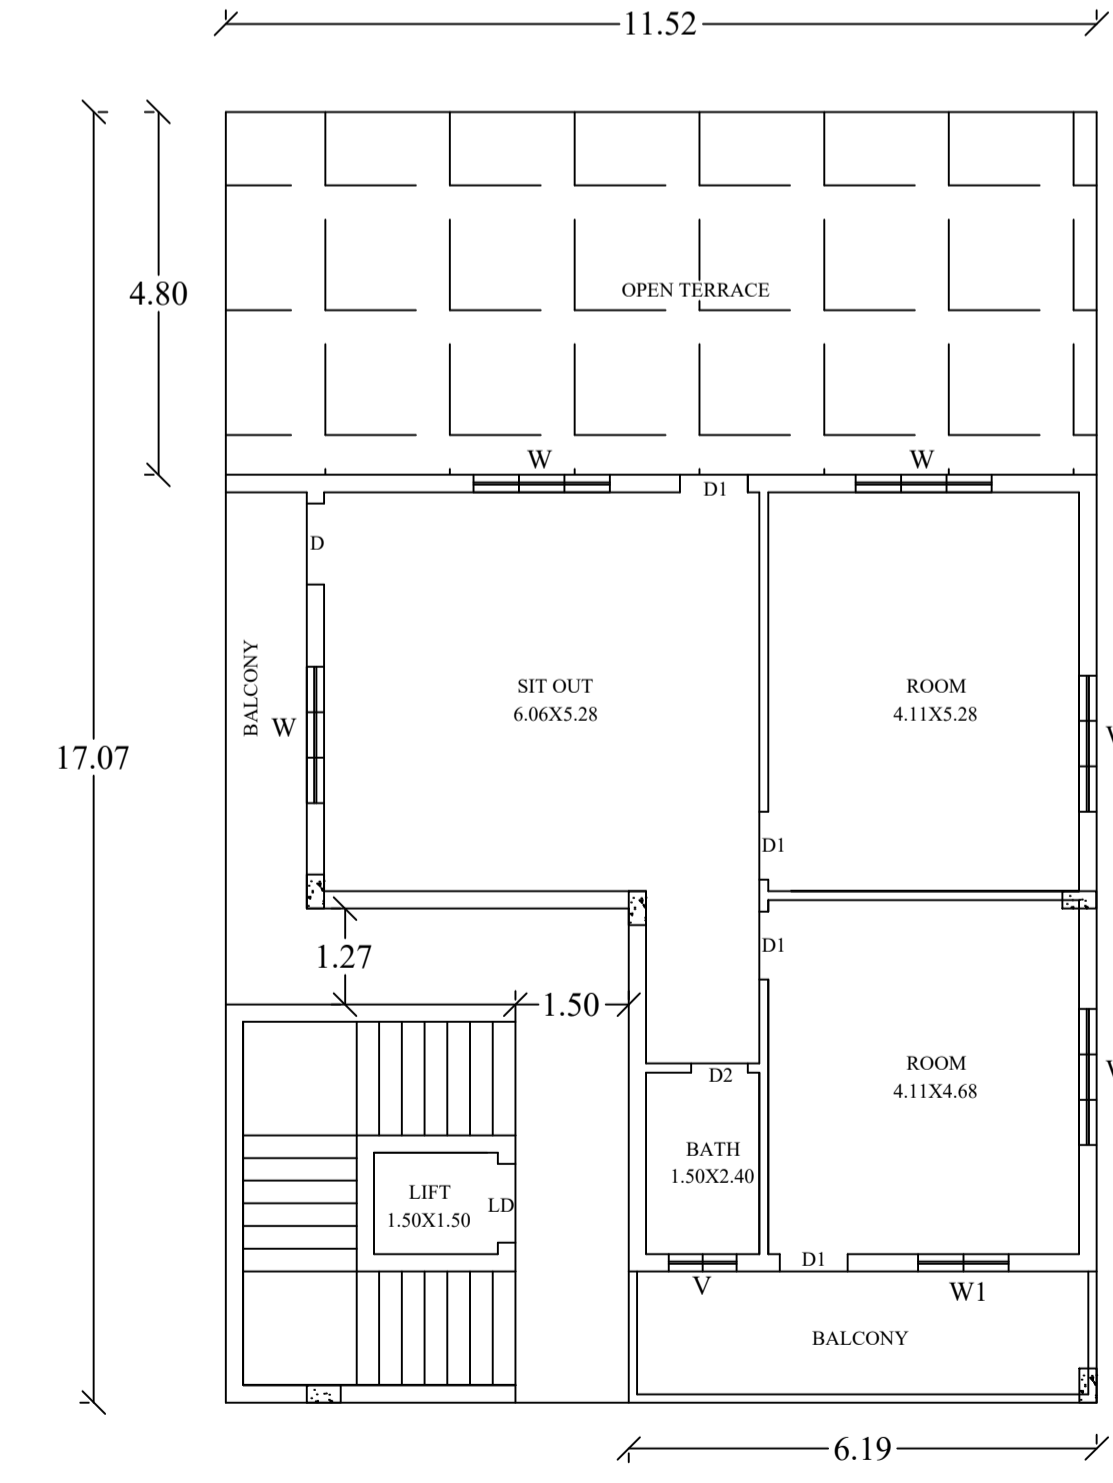 11.52
4.80
OPEN TERRACE
W
W
D1
D
BALCONY
W
SIT OUT
6.06X5.28
ROOM
4.11X5.28
17.07
D1
D1
1.27
1.50
D2
ROOM
4.11X4.68
BATH
1.50X2.40
LIFT
1.50X1.50
LD
D1
V
W1
BALCONY
6.19